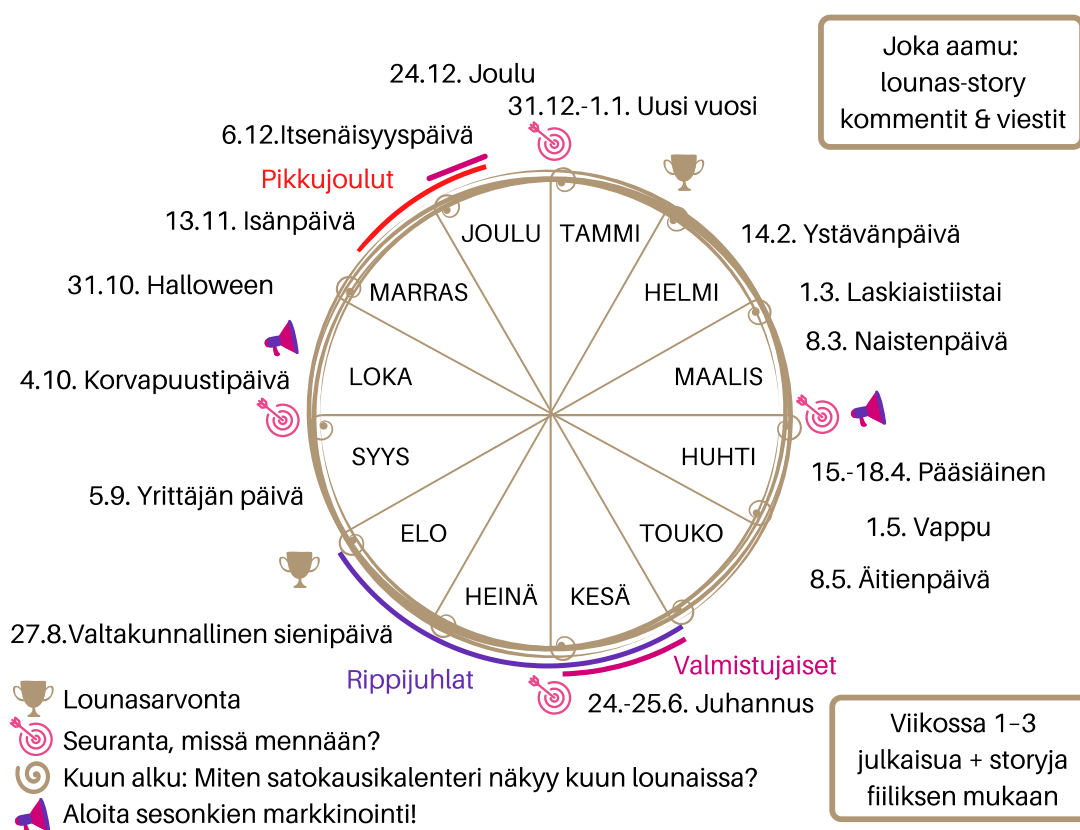 Joka aamu:
lounas-story
kommentit & viestit
24.12. Joulu
31.12.-1.1. Uusi vuosi
6.12.Itsenäisyyspäivä
Pikkujoulut
13.11. Isänpäivä
31.10. Halloween
4.10. Korvapuustipäivä
5.9. Yrittäjän päivä
27.8.Valtakunnallinen sienipäivä
14.2. Ystävänpäivä
1.3. Laskiaistiistai
8.3. Naistenpäivä
15.-18.4. Pääsiäinen
1.5. Vappu
8.5. Äitienpäivä
Valmistujaiset
24.-25.6. Juhannus
Rippijuhlat
TAMMI
HELMI
MAALIS
HUHTI
TOUKO
KESÄ
HEINÄ
ELO
SYYS
LOKA
MARRAS
JOULU
Lounasarvonta
Seuranta, missä mennään?
Kuun alku: Miten satokausikalenteri näkyy kuun lounaissa?
Aloita sesonkien markkinointi!
Viikossa 1–3
julkaisua + storyja
fiiliksen mukaan